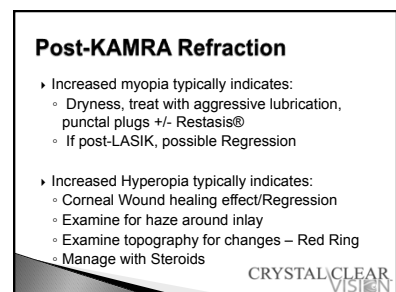 Post-KAMRA Refraction
Increased myopia typically indicates:
Dryness, treat with aggressive lubrication,
punctal plugs +/- Restasis®
If post-LASIK, possible Regression
Increased Hyperopia typically indicates:
Corneal Wound healing effect/Regression
Examine for haze around inlay
Examine topography for changes – Red Ring
Manage with Steroids
CRYSTAL CLEAR
VISION